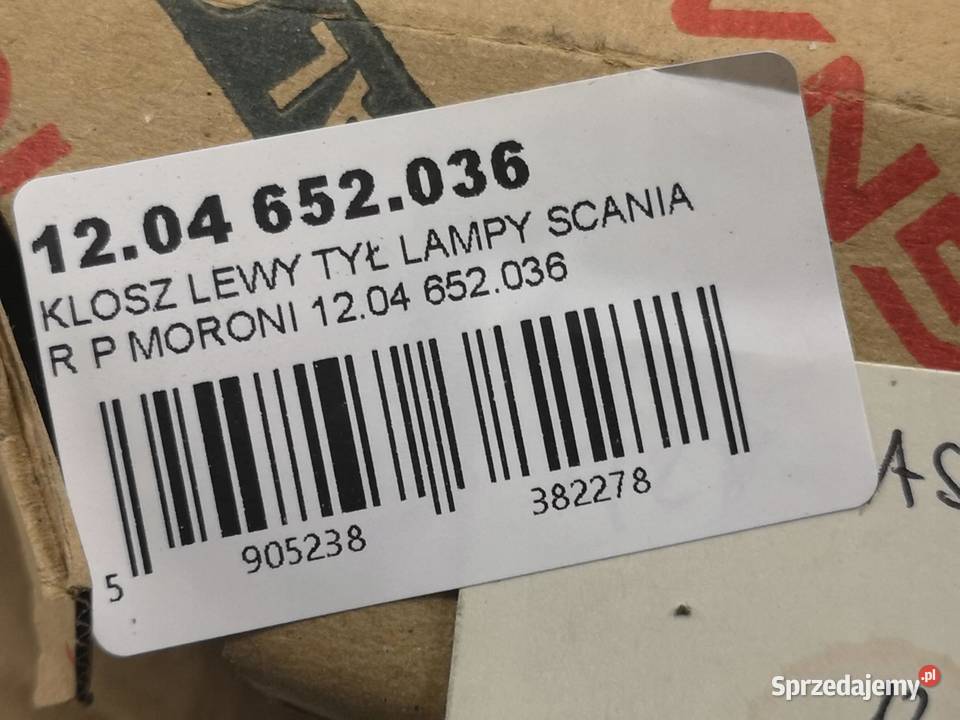 12.04 652.036
KLOSZ LEWY TYŁ LAMPY SCANIA
R P MORONI 12.04 652.036
5 905238 382278
AS
Sprzedajemy.pl